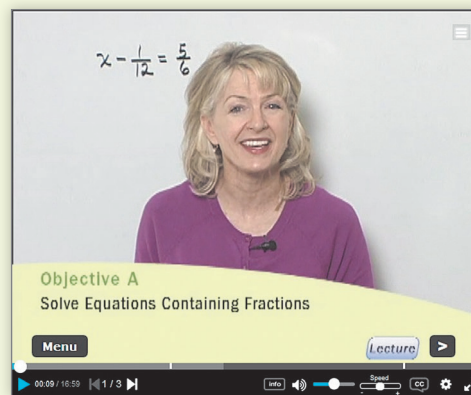 x - 1/12 = 5/6
Objective A
Solve Equations Containing Fractions
Menu
Lecture
>
00:09 / 16:59
1 / 3
Info
Speed
- +
CC